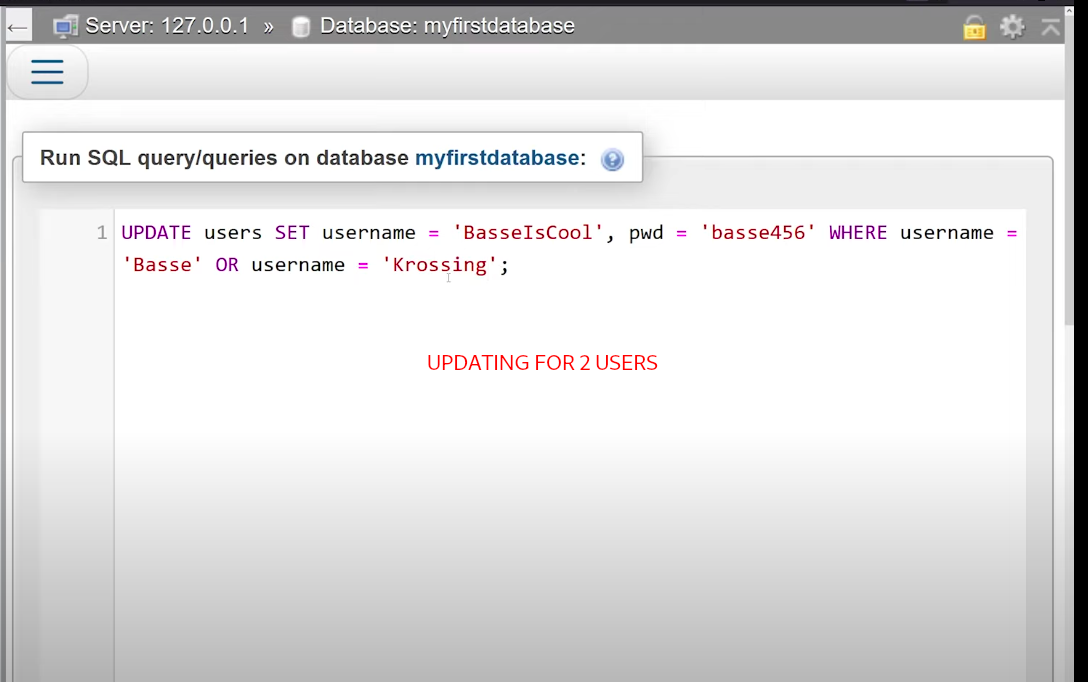 Server: 127.0.0.1 » Database: myfirstdatabase
Run SQL query/queries on database myfirstdatabase:
1 UPDATE users SET username = 'BasseIsCool', pwd = 'basse456' WHERE username =
'Basse' OR username = 'Krossing';
UPDATING FOR 2 USERS